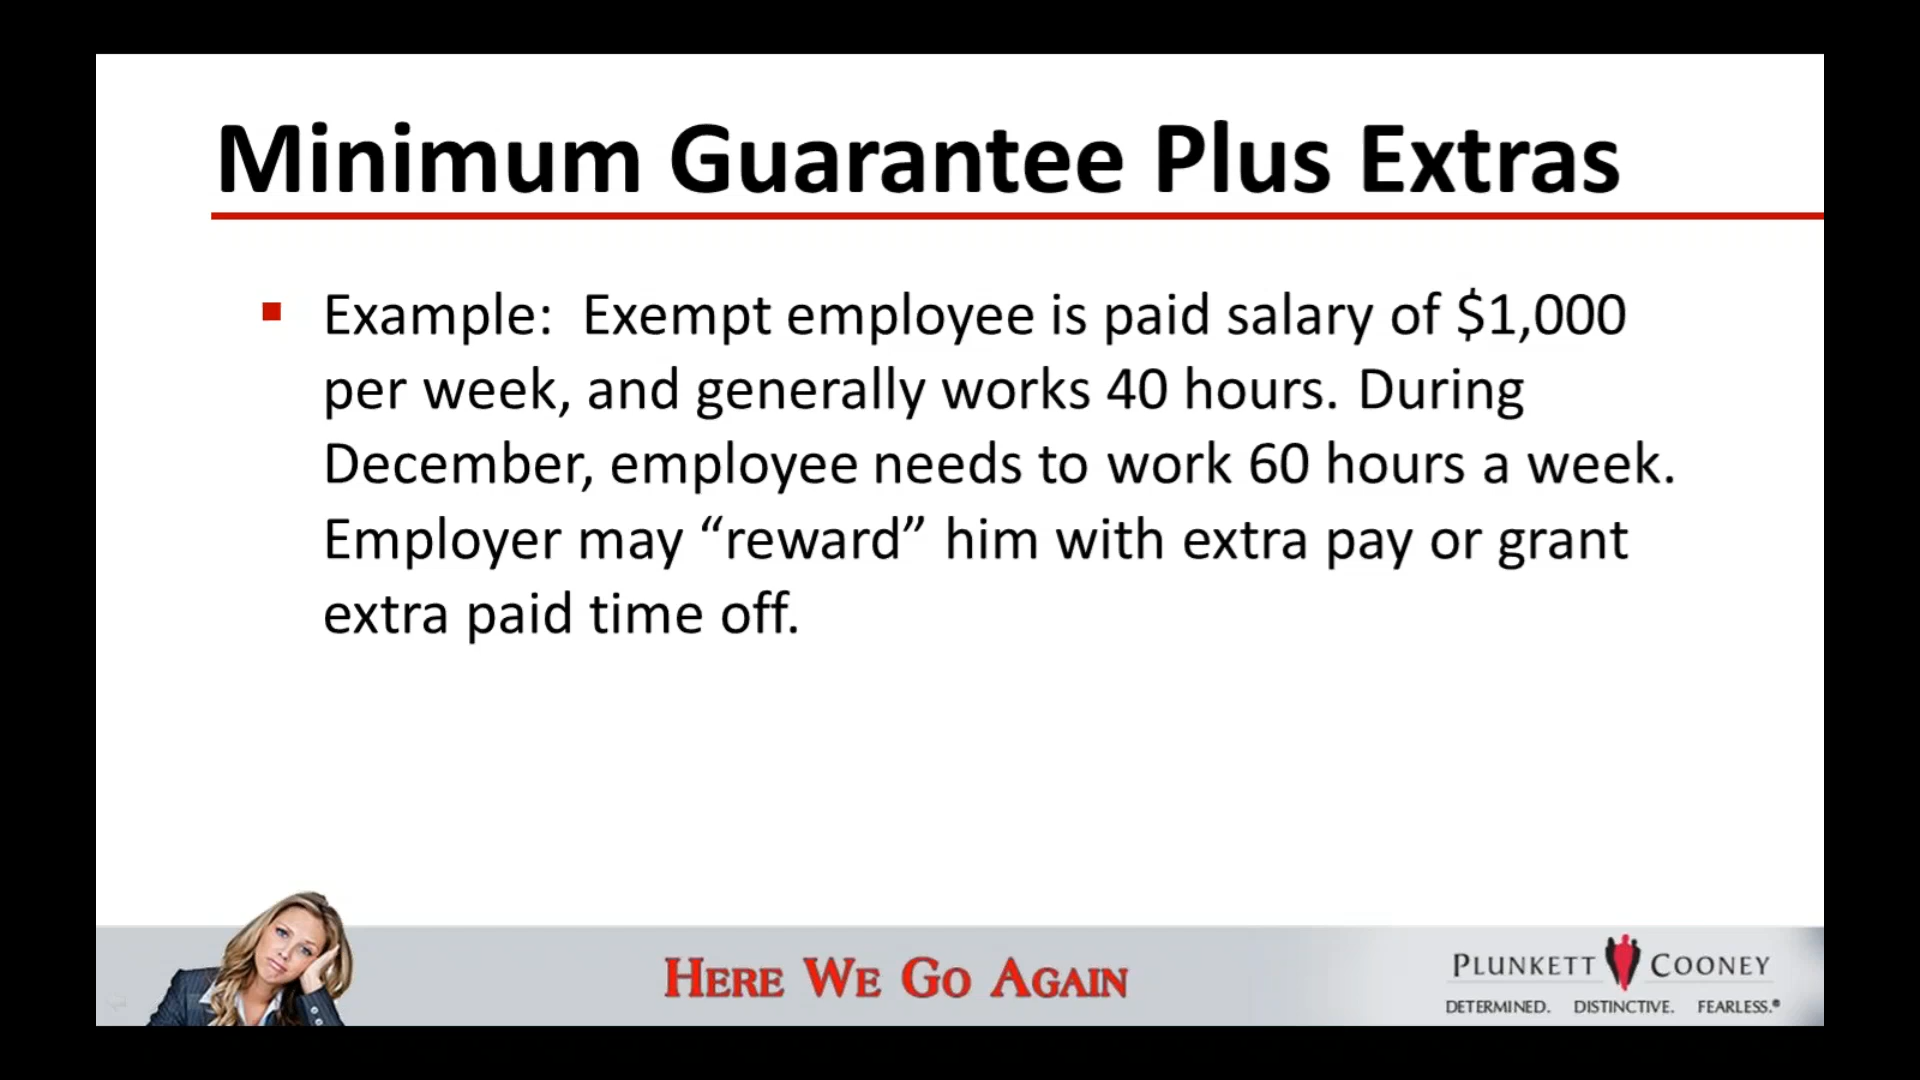 Minimum Guarantee Plus Extras
Example:  Exempt employee is paid salary of $1,000
per week, and generally works 40 hours. During
December, employee needs to work 60 hours a week.
Employer may “reward” him with extra pay or grant
extra paid time off.
HERE WE GO AGAIN
PLUNKETT COONEY
DETERMINED. DISTINCTIVE. FEARLESS.®